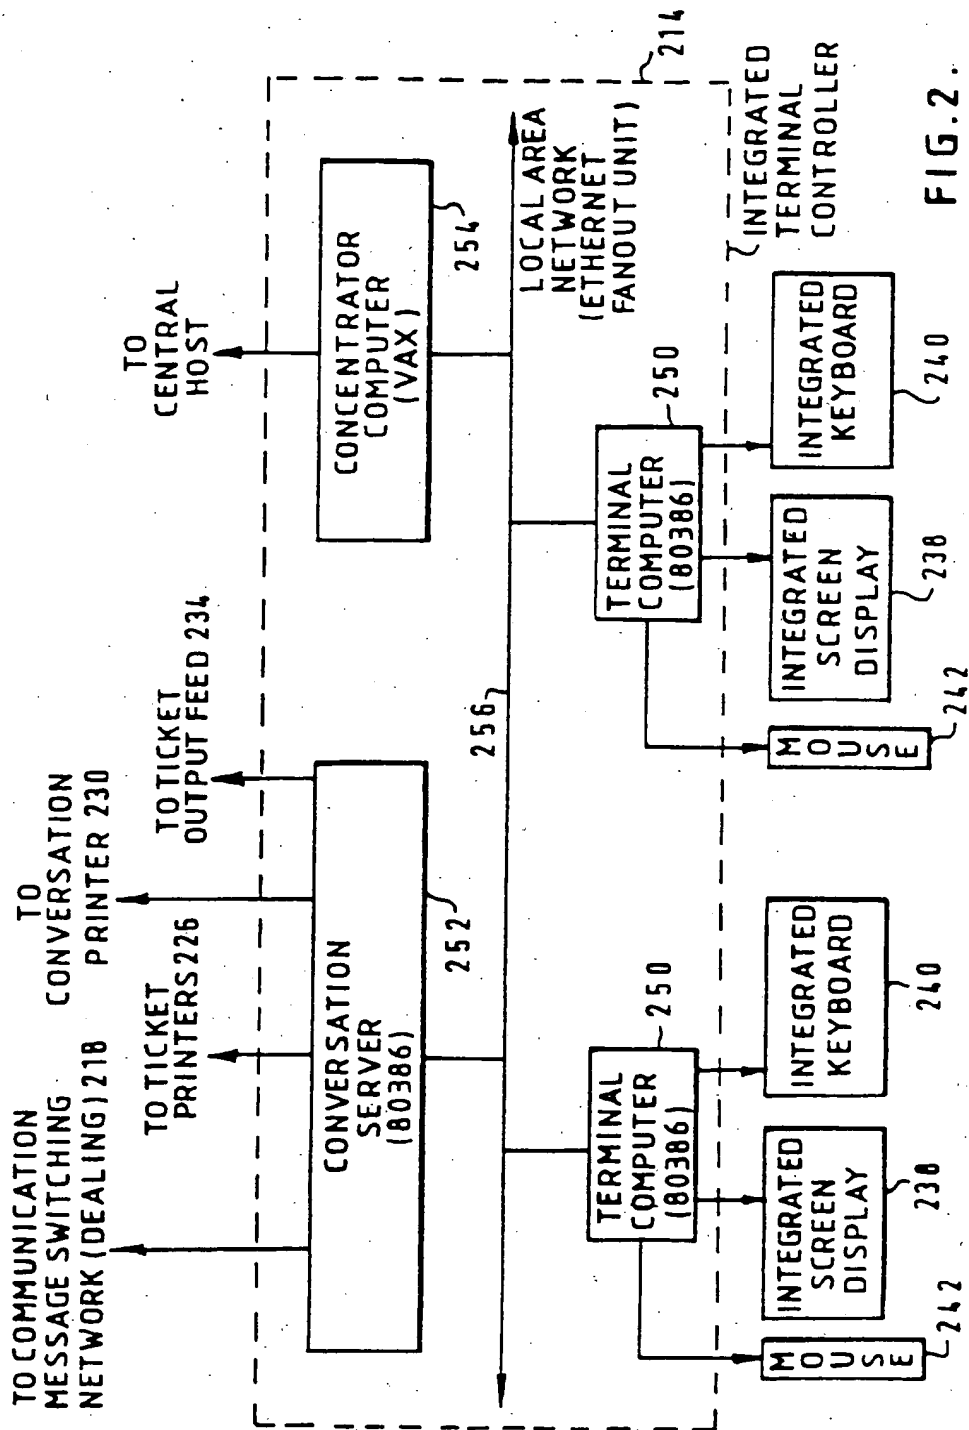 TO COMMUNICATION
MESSAGE SWITCHING
NETWORK (DEALING) 218
TO
CONVERSATION
PRINTER 230
TO TICKET
PRINTERS 226
TO TICKET
OUTPUT FEED 234
TO
CENTRAL
HOST
CONVERSATION
SERVER
(80386)
252
CONCENTRATOR
COMPUTER
(VAX)
254
256
LOCAL AREA
NETWORK
(ETHERNET
FANOUT UNIT)
214
TERMINAL
COMPUTER
(80386)
250
TERMINAL
COMPUTER
(80386)
250
INTEGRATED
TERMINAL
CONTROLLER
MOUSE
242
INTEGRATED
SCREEN
DISPLAY
238
INTEGRATED
KEYBOARD
240
MOUSE
242
INTEGRATED
SCREEN
DISPLAY
238
INTEGRATED
KEYBOARD
240
FIG.2.